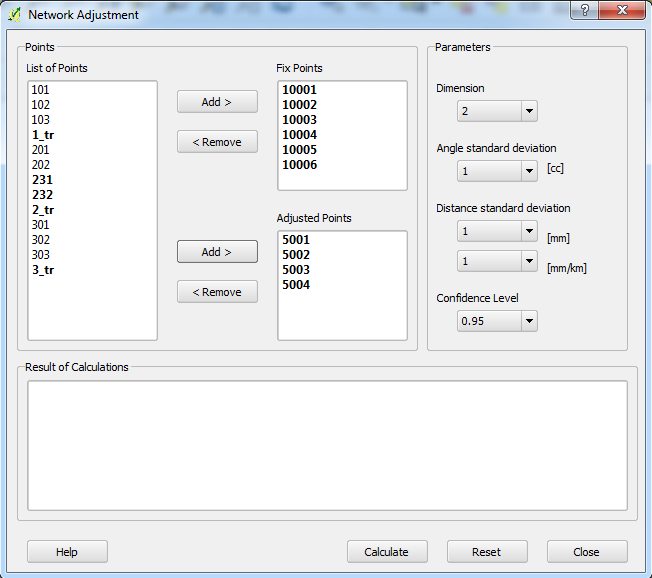 Network Adjustment
?
Points
List of Points
101
102
103
1_tr
201
202
231
232
2_tr
301
302
303
3_tr
Add >
< Remove
Add >
< Remove
Fix Points
10001
10002
10003
10004
10005
10006
Adjusted Points
5001
5002
5003
5004
Parameters
Dimension
2
Angle standard deviation
1 [cc]
Distance standard deviation
1 [mm]
1 [mm/km]
Confidence Level
0.95
Result of Calculations
Help Calculate Reset Close